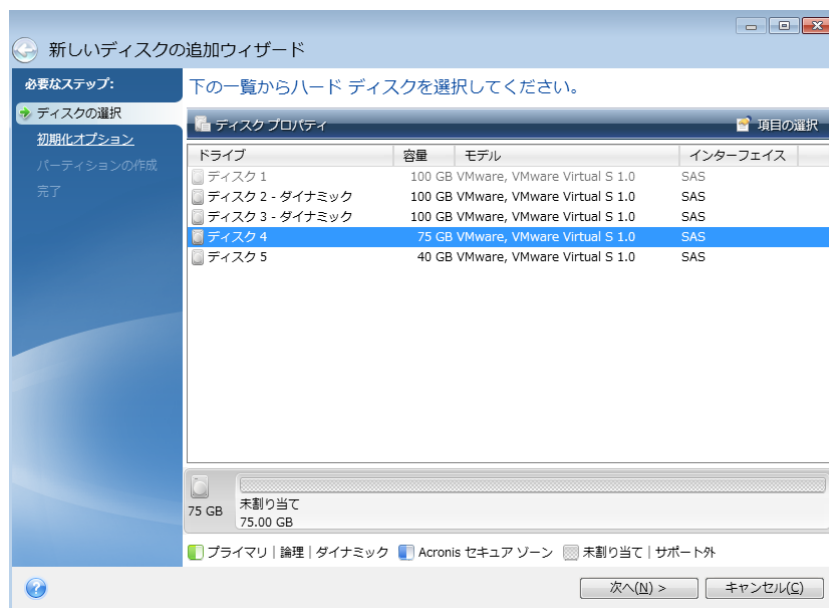 新しいディスクの追加ウィザード
必要なステップ:
ディスクの選択
初期化オプション
パーティションの作成
完了
下の一覧からハード ディスクを選択してください。
ディスク プロパティ
項目の選択
ドライブ 容量 モデル インターフェイス
ディスク 1 100 GB VMware, VMware Virtual S 1.0 SAS
ディスク 2 - ダイナミック 100 GB VMware, VMware Virtual S 1.0 SAS
ディスク 3 - ダイナミック 100 GB VMware, VMware Virtual S 1.0 SAS
ディスク 4 75 GB VMware, VMware Virtual S 1.0 SAS
ディスク 5 40 GB VMware, VMware Virtual S 1.0 SAS
75 GB
未割り当て
75.00 GB
プライマリ | 論理 | ダイナミック Acronis セキュア ゾーン 未割り当て | サポート外
次へ(N) > キャンセル(C)